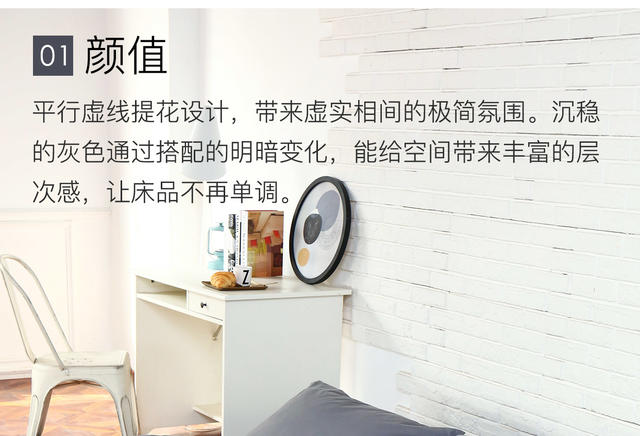 01 颜值
平行虚线提花设计，带来虚实相间的极简氛围。沉稳
的灰色通过搭配的明暗变化，能给空间带来丰富的层
次感，让床品不再单调。
Z